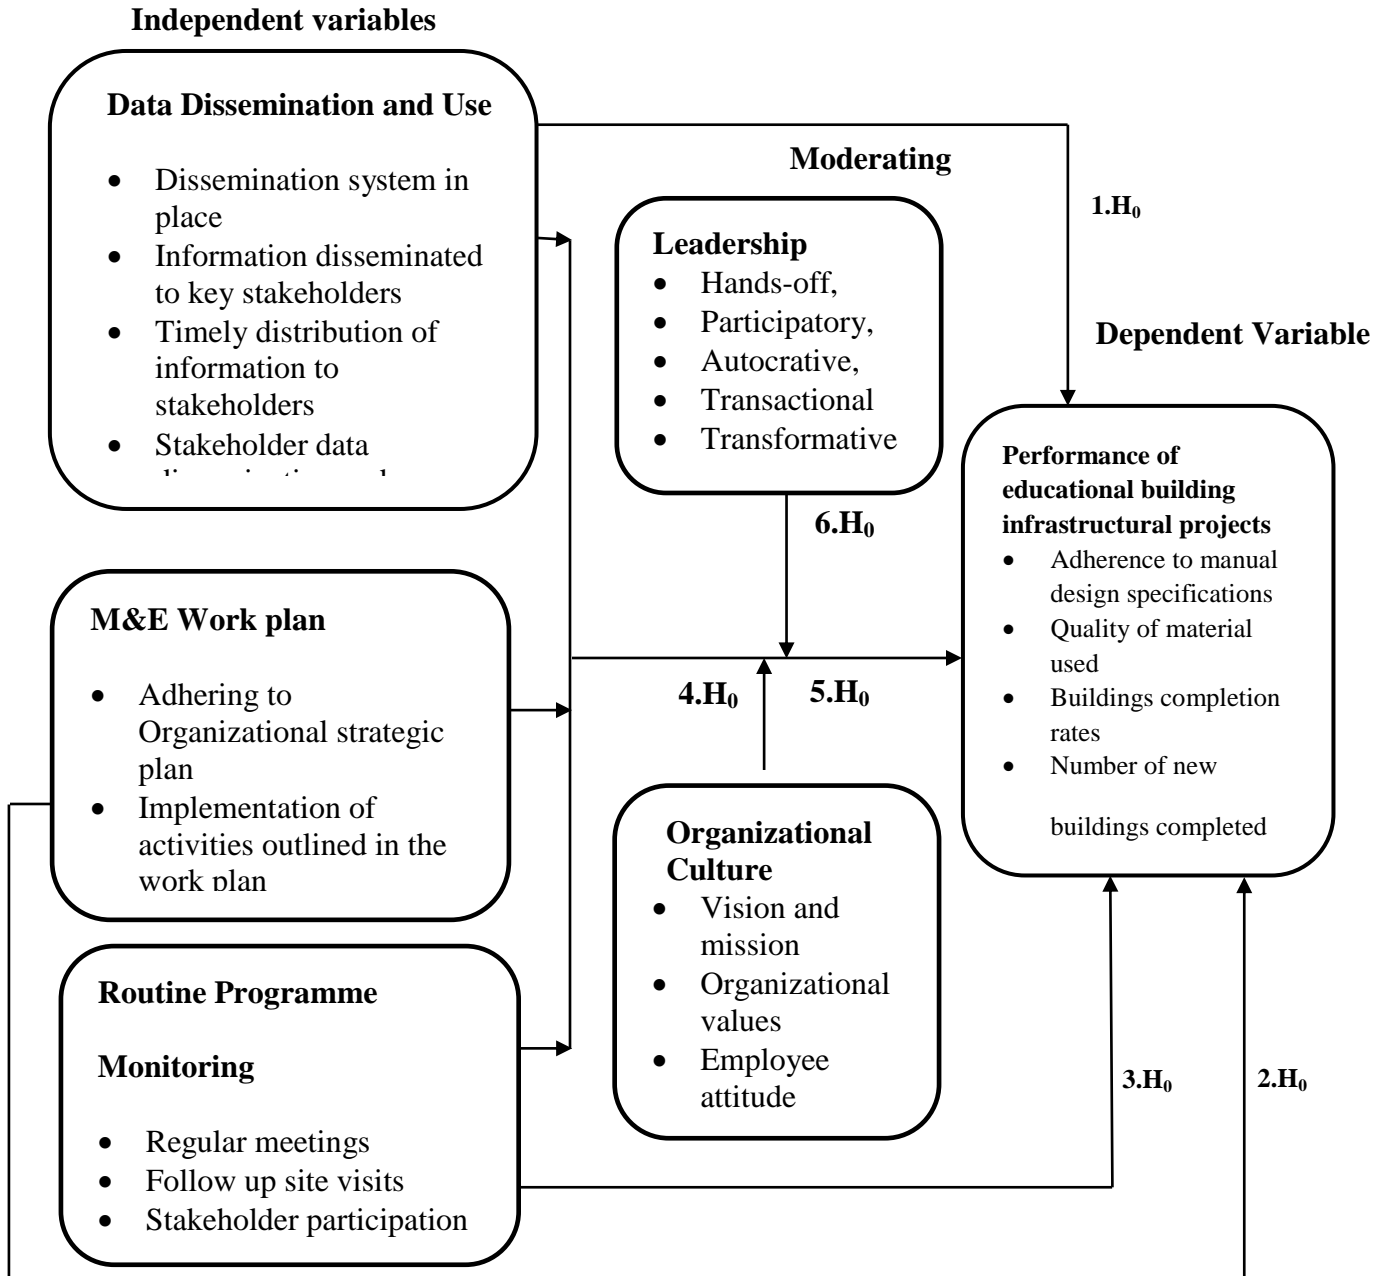 Independent variables
Data Dissemination and Use
• Dissemination system in
place
• Information disseminated
to key stakeholders
• Timely distribution of
information to
stakeholders
• Stakeholder data
M&E Work plan
• Adhering to
Organizational strategic
plan
• Implementation of
activities outlined in the
work plan
Routine Programme
Monitoring
• Regular meetings
• Follow up site visits
• Stakeholder participation
Moderating
Leadership
• Hands-off,
• Participatory,
• Autocrative,
• Transactional
• Transformative
6.H₀
4.H₀
5.H₀
Organizational
Culture
• Vision and
mission
• Organizational
values
• Employee
attitude
1.H₀
Dependent Variable
Performance of
educational building
infrastructural projects
• Adherence to manual
design specifications
• Quality of material
used
• Buildings completion
rates
• Number of new
buildings completed
3.H₀
2.H₀